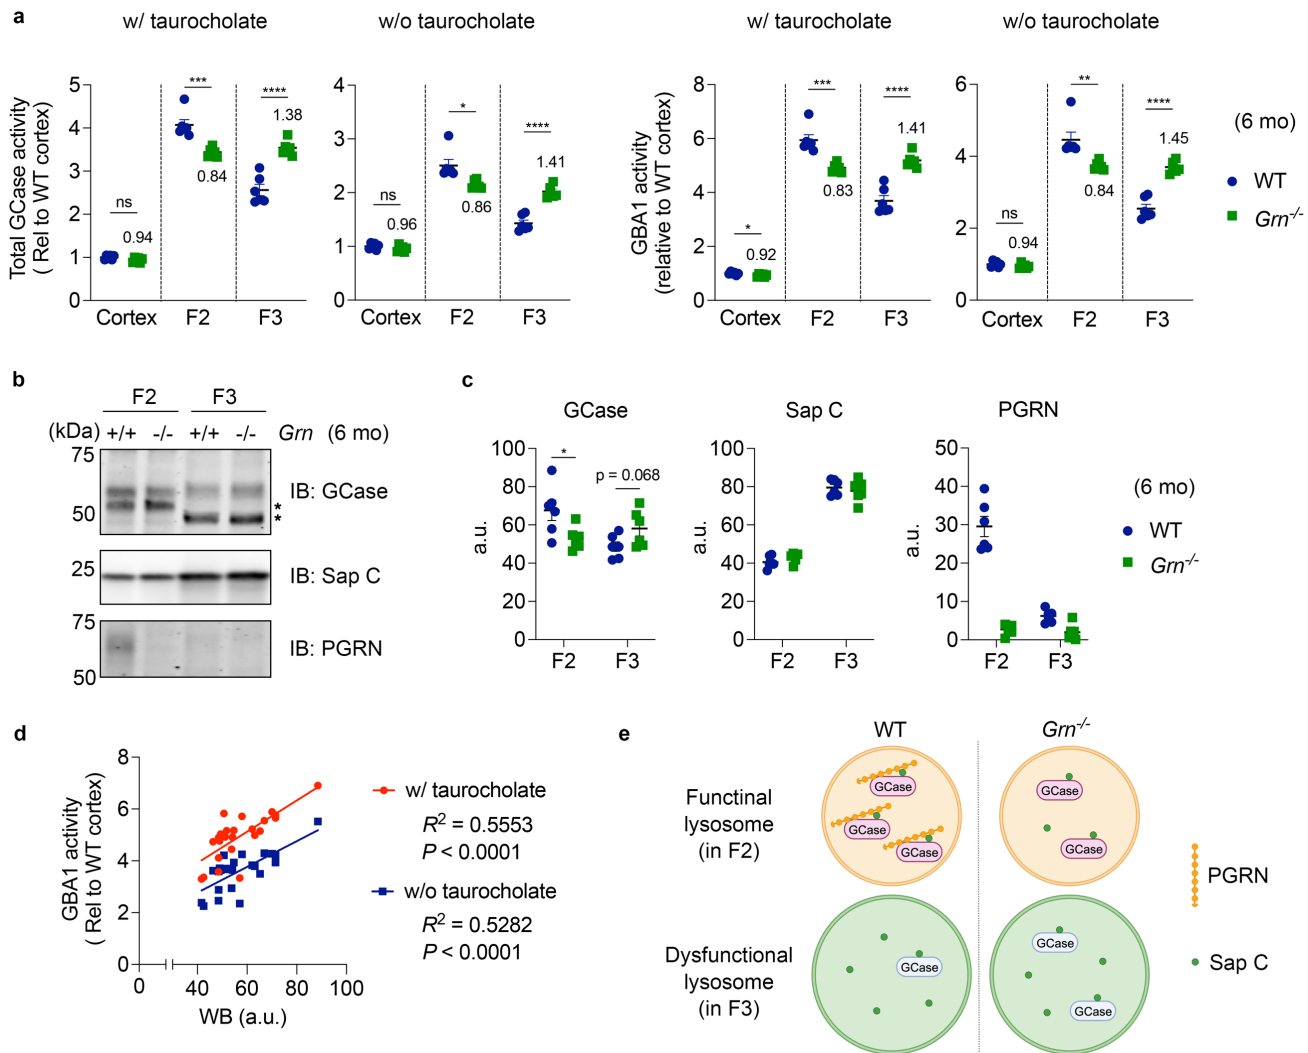 a
w/ taurocholate
w/o taurocholate
w/ taurocholate
w/o taurocholate
Total GCase activity
( Rel to WT cortex)
5
4
3
2
1
0
ns
0.94
***
0.84
****
1.38
Cortex
F2
F3
4
3
2
1
0
ns
0.96
*
0.86
****
1.41
Cortex
F2
F3
GBA1 activity
(relative to WT cortex)
8
6
4
2
0
*
0.92
***
0.83
****
1.41
Cortex
F2
F3
6
4
2
0
ns
0.94
**
0.84
****
1.45
Cortex
F2
F3
(6 mo)
WT
Grn-/-
b
F2
F3
(kDa)
+/+
-/-
+/+
-/-
Grn (6 mo)
75
50
IB: GCase
*
*
25
IB: Sap C
75
50
IB: PGRN
c
GCase
a.u.
100
80
60
40
20
0
*
p = 0.068
F2
F3
Sap C
a.u.
100
80
60
40
20
0
F2
F3
PGRN
a.u.
50
40
30
20
10
0
F2
F3
(6 mo)
WT
Grn-/-
d
GBA1 activity
( Rel to WT cortex)
8
6
4
2
0
0
40
60
80
100
WB (a.u.)
w/ taurocholate
R2 = 0.5553
P < 0.0001
w/o taurocholate
R2 = 0.5282
P < 0.0001
e
WT
Grn-/-
Functinal
lysosome
(in F2)
GCase
GCase
GCase
GCase
GCase
Dysfunctional
lysosome
(in F3)
GCase
GCase
GCase
PGRN
Sap C